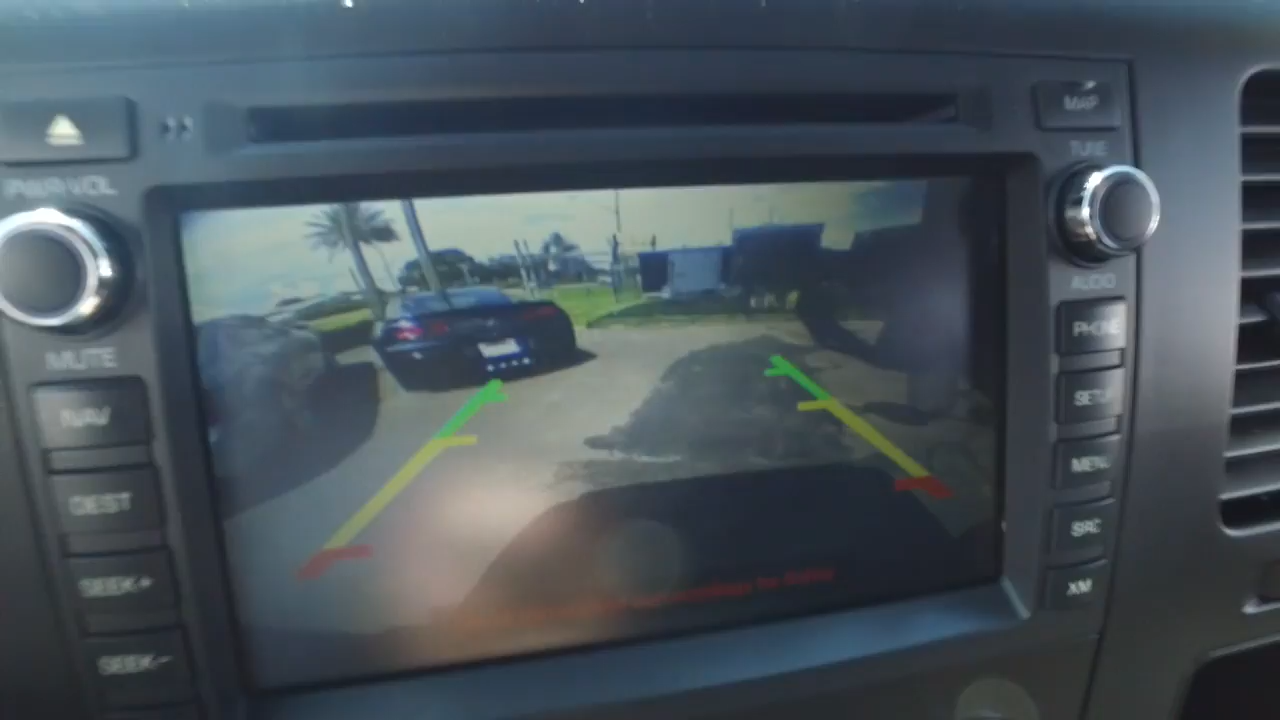 PWR·VOL
MUTE
NAV
DEST
SEEK+
SEEK-
MAP
TUNE
AUDIO
PHONE
SETUP
MENU
SRC
XM